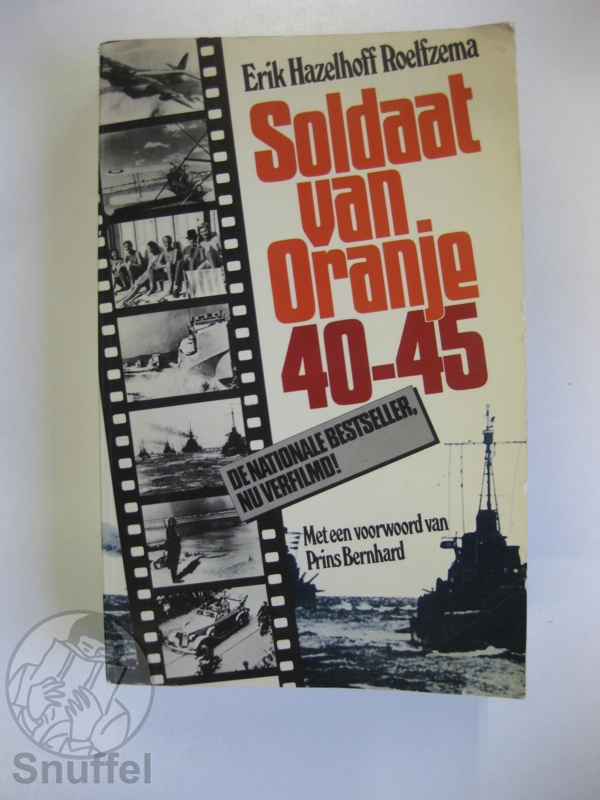 Erik Hazelhoff Roelfzema
Soldaat
van
Oranje
40-45
DE NATIONALE BESTSELLER,
NU VERFILMD!
Met een voorwoord van
Prins Bernhard
Snuffel